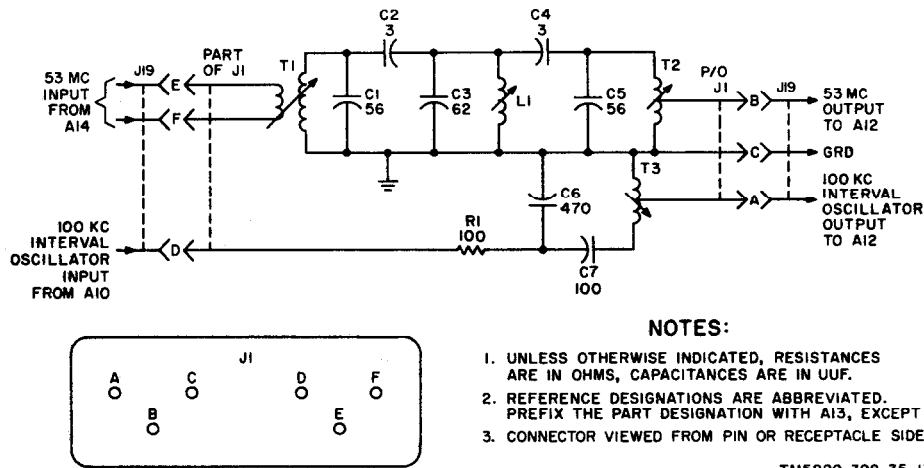 C2
3
C4
3
PART
OF J1
J19
T1
T2
P/O
J1
J19
53 MC
INPUT
FROM
A14
E
F
C1
56
C3
62
L1
C5
56
B
53 MC
OUTPUT
TO A12
C
GRD
T3
A
100 KC
INTERVAL
OSCILLATOR
OUTPUT
TO A12
C6
470
R1
100
C7
100
100 KC
INTERVAL
OSCILLATOR
INPUT
FROM A10
D
J1
A
C
D
F
B
E
NOTES:
1. UNLESS OTHERWISE INDICATED, RESISTANCES
ARE IN OHMS, CAPACITANCES ARE IN UUF.
2. REFERENCE DESIGNATIONS ARE ABBREVIATED.
PREFIX THE PART DESIGNATION WITH A13, EXCEPT
3. CONNECTOR VIEWED FROM PIN OR RECEPTACLE SIDE